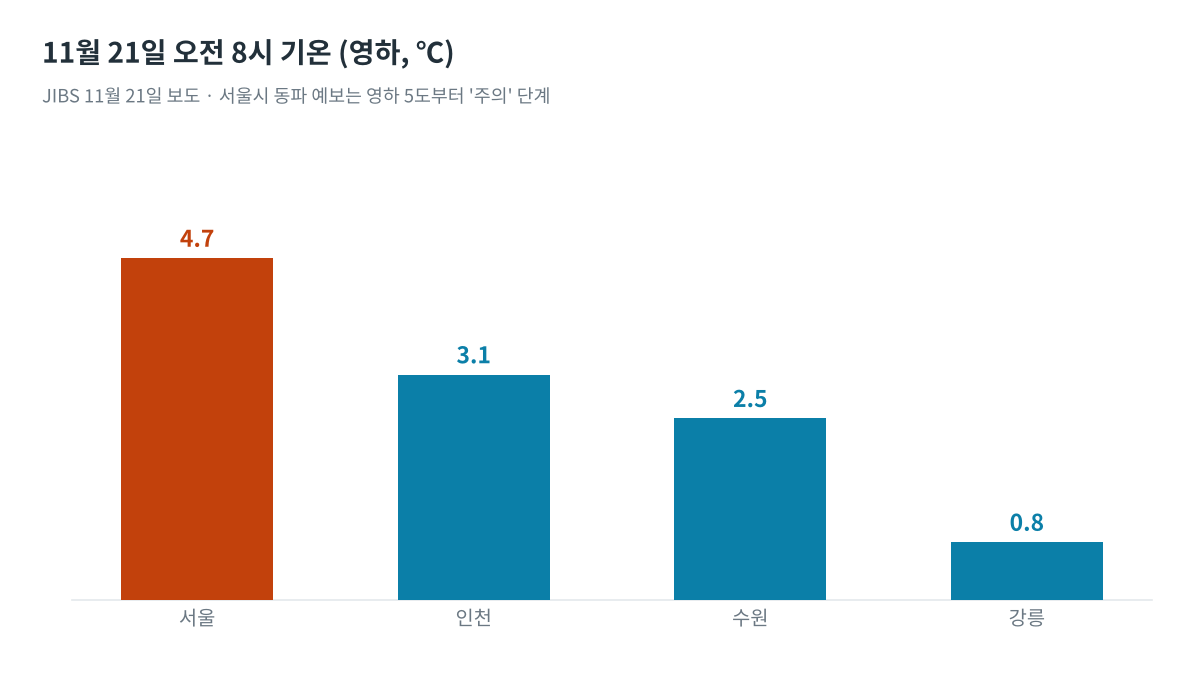 11월 21일 오전 8시 기온 (영하, °C)
JIBS 11월 21일 보도 · 서울시 동파 예보는 영하 5도부터 '주의' 단계
4.7
3.1
2.5
0.8
서울 인천 수원 강릉